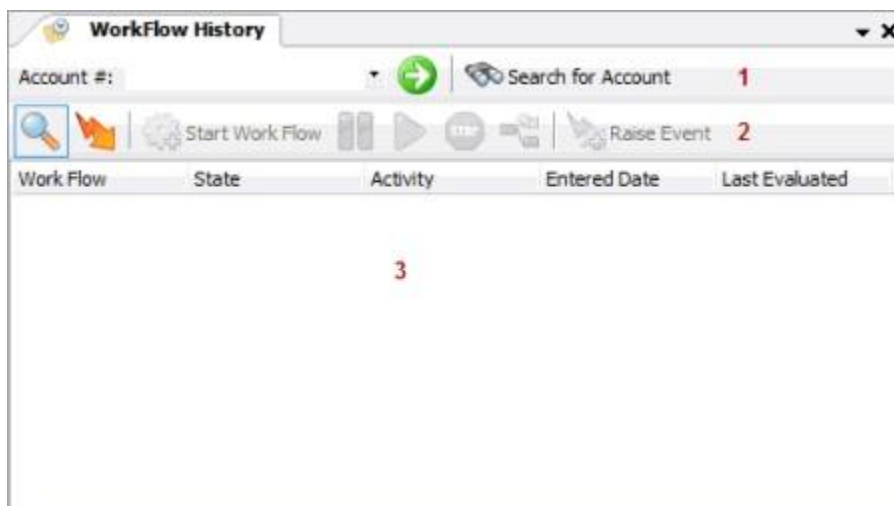 WorkFlow History
Account #: Search for Account 1
Start Work Flow STOP Raise Event 2
Work Flow State Activity Entered Date Last Evaluated
3